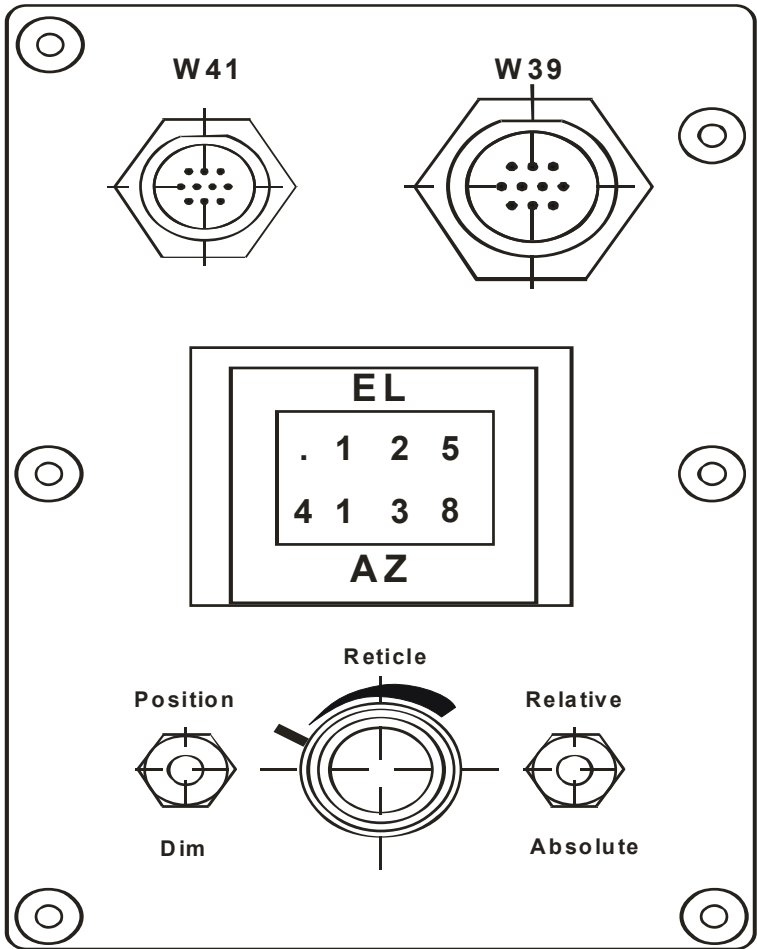 W41 W39
EL
. 1 2 5
4 1 3 8
AZ
Reticle
Position Relative
Dim Absolute